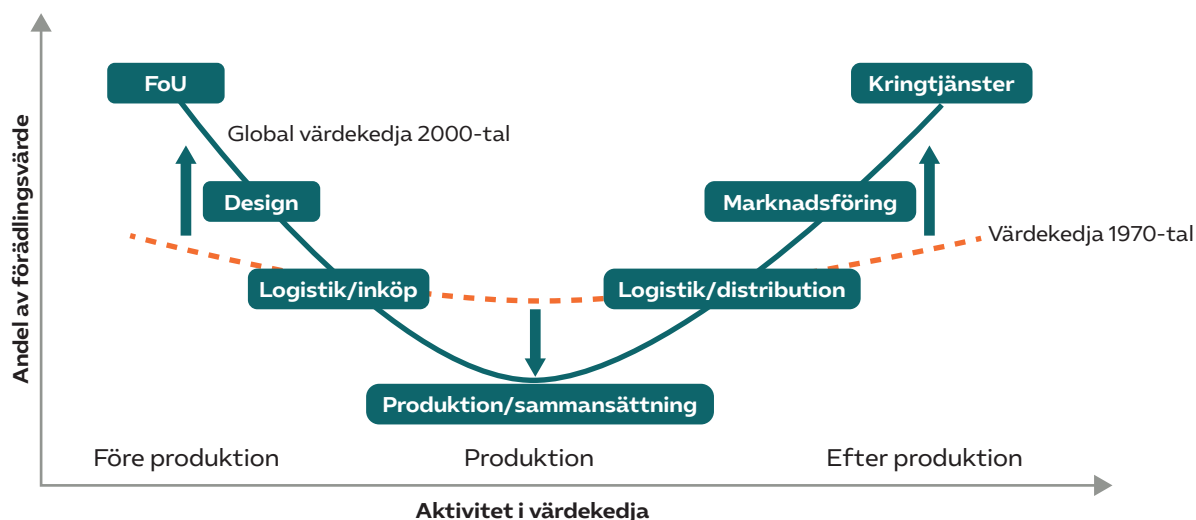 FoU
Kringtjänster
Global värdekedja 2000-tal
Design
Marknadsföring
Värdekedja 1970-tal
Logistik/inköp
Logistik/distribution
Produktion/sammansättning
Före produktion
Produktion
Efter produktion
Aktivitet i värdekedja
Andel av förädlingsvärde